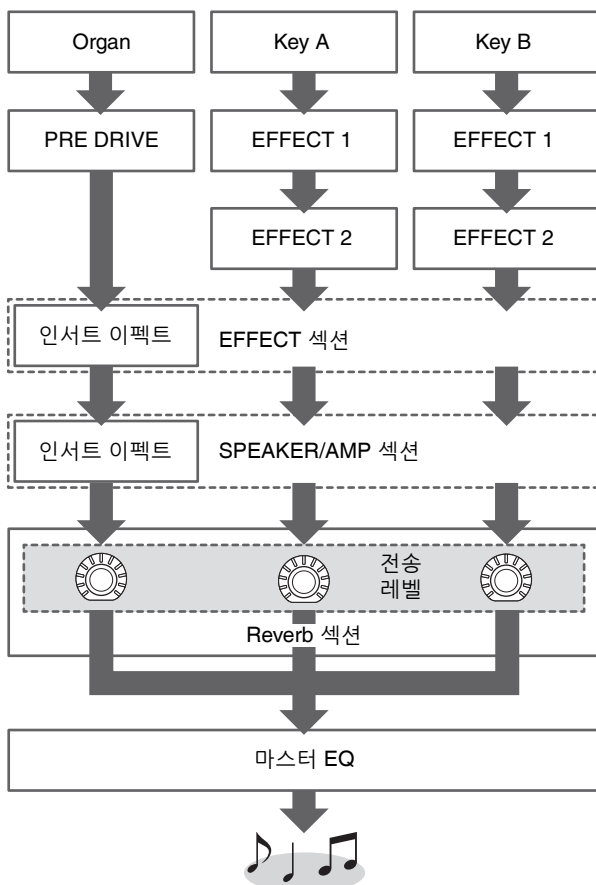 Organ
Key A
Key B
PRE DRIVE
EFFECT 1
EFFECT 1
EFFECT 2
EFFECT 2
인서트 이펙트
EFFECT 섹션
인서트 이펙트
SPEAKER/AMP 섹션
전송
레벨
Reverb 섹션
마스터 EQ